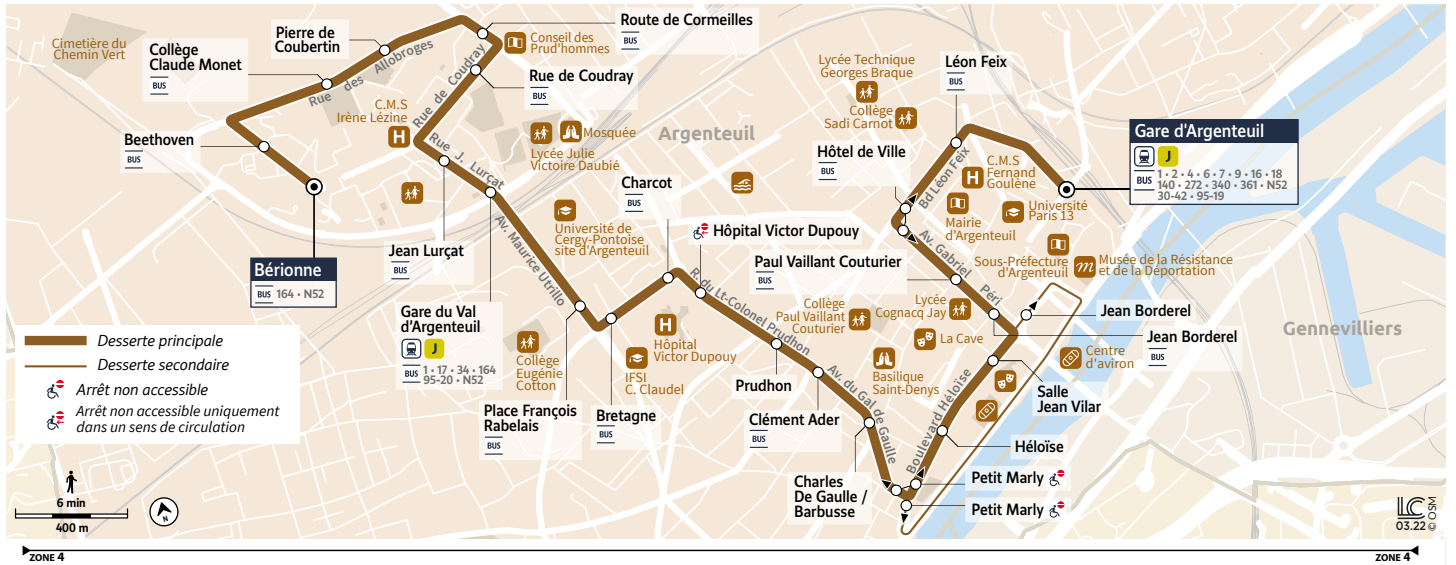 Cimetière du
Chemin Vert
Collège
Claude Monet
BUS
Pierre de
Coubertin
BUS
Rue des Allobroges
Route de Cormeilles
BUS
Conseil des
Prud'hommes
Rue de Coudray
BUS
Rue de Coudray
C.M.S
Irène Lézine
H
Beethoven
BUS
Rue J. Lurçat
Lycée Julie
Victoire Daubié
Mosquée
Argenteuil
Bérionne
BUS 164 • N52
Jean Lurçat
BUS
Av. Maurice Utrillo
Gare du Val
d'Argenteuil
J
BUS 1 • 17 • 34 • 164
95-20 • N52
Université de
Cergy-Pontoise
site d'Argenteuil
Charcot
BUS
Hôpital Victor Dupouy
Collège
Eugénie
Cotton
Place François
Rabelais
BUS
Bretagne
BUS
IFSI
C. Claudel
H
Hôpital
Victor Dupouy
R. du Lt-Colonel Prudhon
Prudhon
Clément Ader
BUS
Av. du Gal de Gaulle
Charles
De Gaulle /
Barbusse
Lycée Technique
Georges Braque
Collège
Sadi Carnot
Léon Feix
BUS
Hôtel de Ville
BUS
Bd Léon Feix
C.M.S
Fernand
Goulène
H
Mairie
d'Argenteuil
Université
Paris 13
Gare d'Argenteuil
J
BUS 1 • 2 • 4 • 6 • 7 • 9 • 16 • 18
140 • 272 • 340 • 361 • N52
30-42 • 95-19
Paul Vaillant Couturier
BUS
Av. Gabriel Péri
Sous-Préfecture
d'Argenteuil
m
Musée de la Résistance
et de la Déportation
Collège
Paul Vaillant
Couturier
Lycée
Cognacq Jay
La Cave
Basilique
Saint-Denys
Jean Borderel
Jean Borderel
BUS
Gennevilliers
Centre
d'aviron
Salle
Jean Vilar
Boulevard Héloïse
Héloïse
Petit Marly
Petit Marly
Desserte principale
Desserte secondaire
Arrêt non accessible
Arrêt non accessible uniquement
dans un sens de circulation
6 min
400 m
N
LC
03.22 © OSM
ZONE 4
ZONE 4